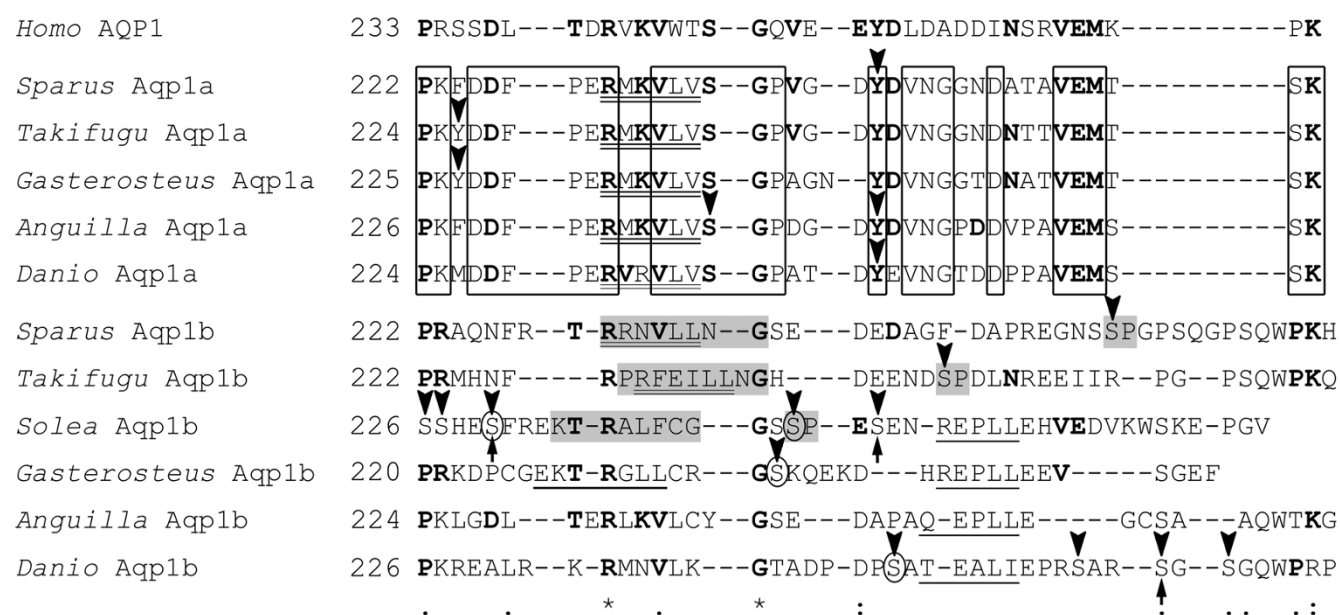 Homo AQP1 233 PRSSDL---TDRVKVWTS--GQVE--EYDLDADDINSRVEMK----------PK
Sparus Aqp1a 222 PKFDDF---PERMKVLVS--GPVG--DYDVNGGNDATAVEMT----------SK
Takifugu Aqp1a 224 PKYDDF---PERMKVLVS--GPVG--DYDVNGGNDNTTVEMT----------SK
Gasterosteus Aqp1a 225 PKYDDF---PERMKVLVS--GPAGN--YDVNGGTDNATVEMT----------SK
Anguilla Aqp1a 226 PKFDDF---PERMKVLVS--GPDG--DYDVNGPDDVPAVEMS----------SK
Danio Aqp1a 224 PKMDDF---PERVRVLVS--GPAT--DYEVNGTDDPPAVEMS----------SK
Sparus Aqp1b 222 PRAQNFR--T-RRNVLLN--GSE---DEDAGF-DAPREGNSSPGPSQGPSQWPKH
Takifugu Aqp1b 222 PRMHNF-----RPRFEILLNGH----DEENDSPDLNREEIIR--PG--PSQWPKQ
Solea Aqp1b 226 SSHESFREKT-RALFCG---GSSP--ESEN-REPLLEHVEDVKWSKE-PGV
Gasterosteus Aqp1b 220 PRKDPCGEKT-RGLLCR---GSKQEKD---HREPLLEEV-----SGEF
Anguilla Aqp1b 224 PKLGDL---TERLKVLCY--GSE---DAPAQ-EPLLE-----GCSA---AQWTKG
Danio Aqp1b 226 PKREALR--K-RMNVLK---GTADP-DPSAT-EALIEPRSAR--SG--SGQWPRP
. . * . * : . . . :